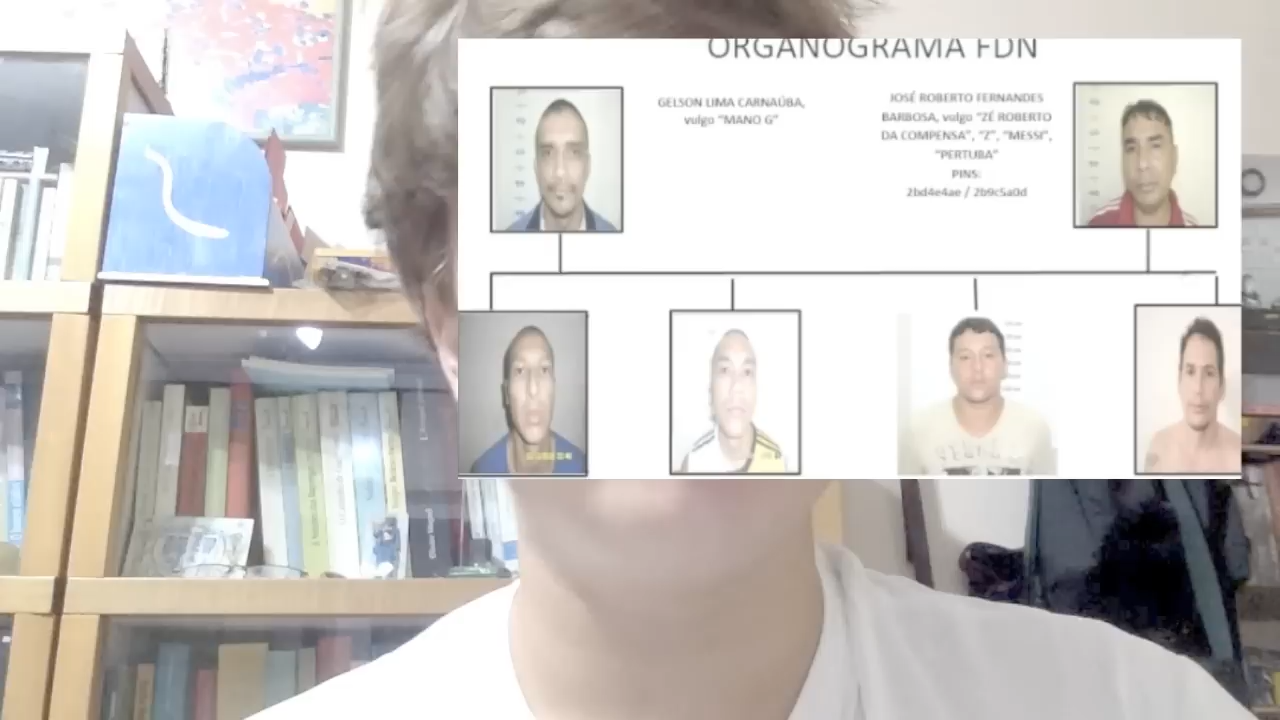 ORGANOGRAMA FDN
GELSON LIMA CARNAÚBA,
vulgo "MANO G"
JOSÉ ROBERTO FERNANDES
BARBOSA, vulgo "ZÉ ROBERTO
DA COMPENSA", "Z", "MESSI",
"PERTUBA"
PINS:
2bd4e4ae / 2b9c5a0d